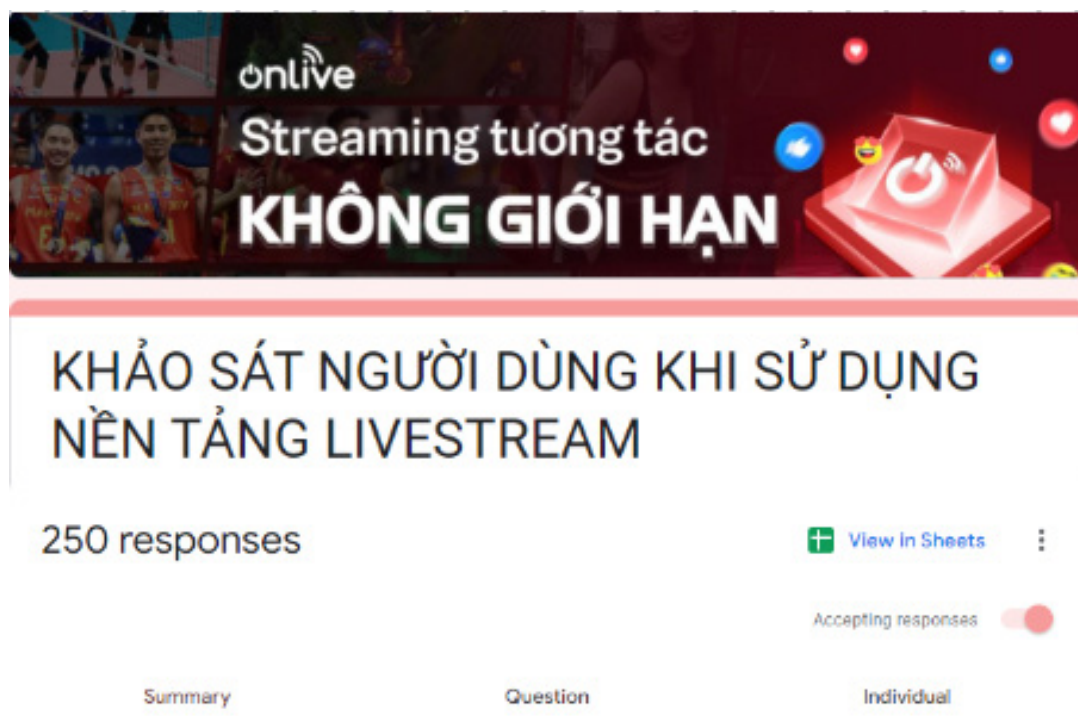 onlive
Streaming tương tác
KHÔNG GIỚI HẠN
KHẢO SÁT NGƯỜI DÙNG KHI SỬ DỤNG
NỀN TẢNG LIVESTREAM
250 responses
View in Sheets
Accepting responses
Summary Question Individual